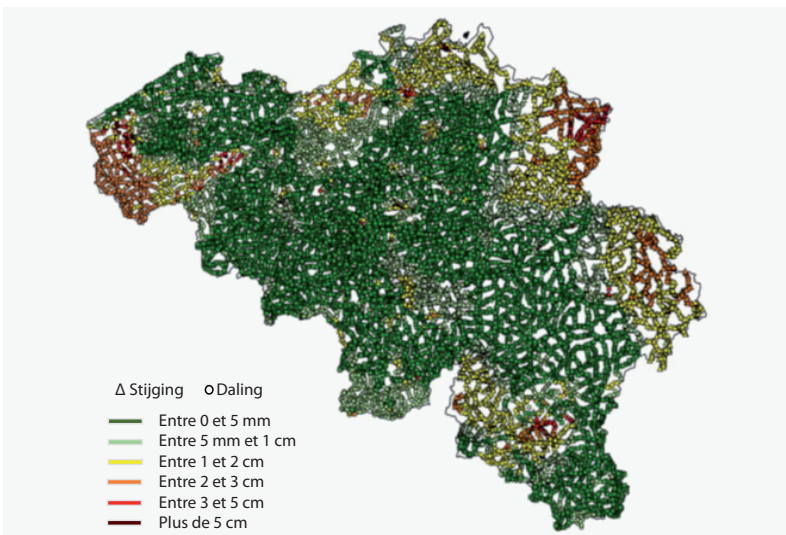 Δ Stijging O Daling
Entre 0 et 5 mm
Entre 5 mm et 1 cm
Entre 1 et 2 cm
Entre 2 et 3 cm
Entre 3 et 5 cm
Plus de 5 cm